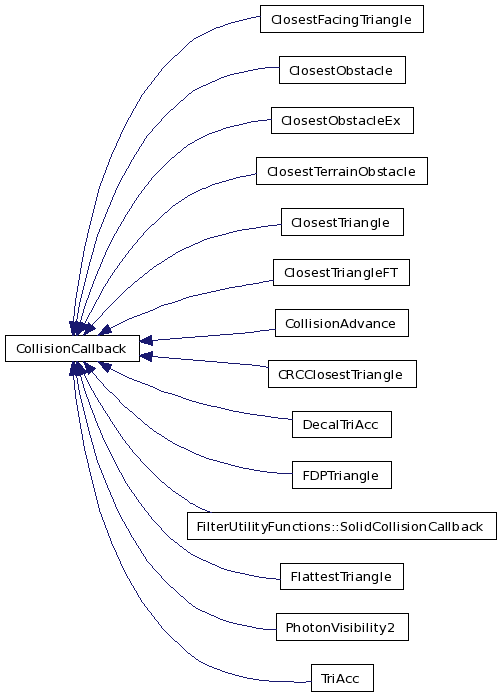 ClosestFacingTriangle
ClosestObstacle
ClosestObstacleEx
ClosestTerrainObstacle
ClosestTriangle
ClosestTriangleFT
CollisionAdvance
CollisionCallback
CRCClosestTriangle
DecalTriAcc
FDPTriangle
FilterUtilityFunctions::SolidCollisionCallback
FlattestTriangle
PhotonVisibility2
TriAcc